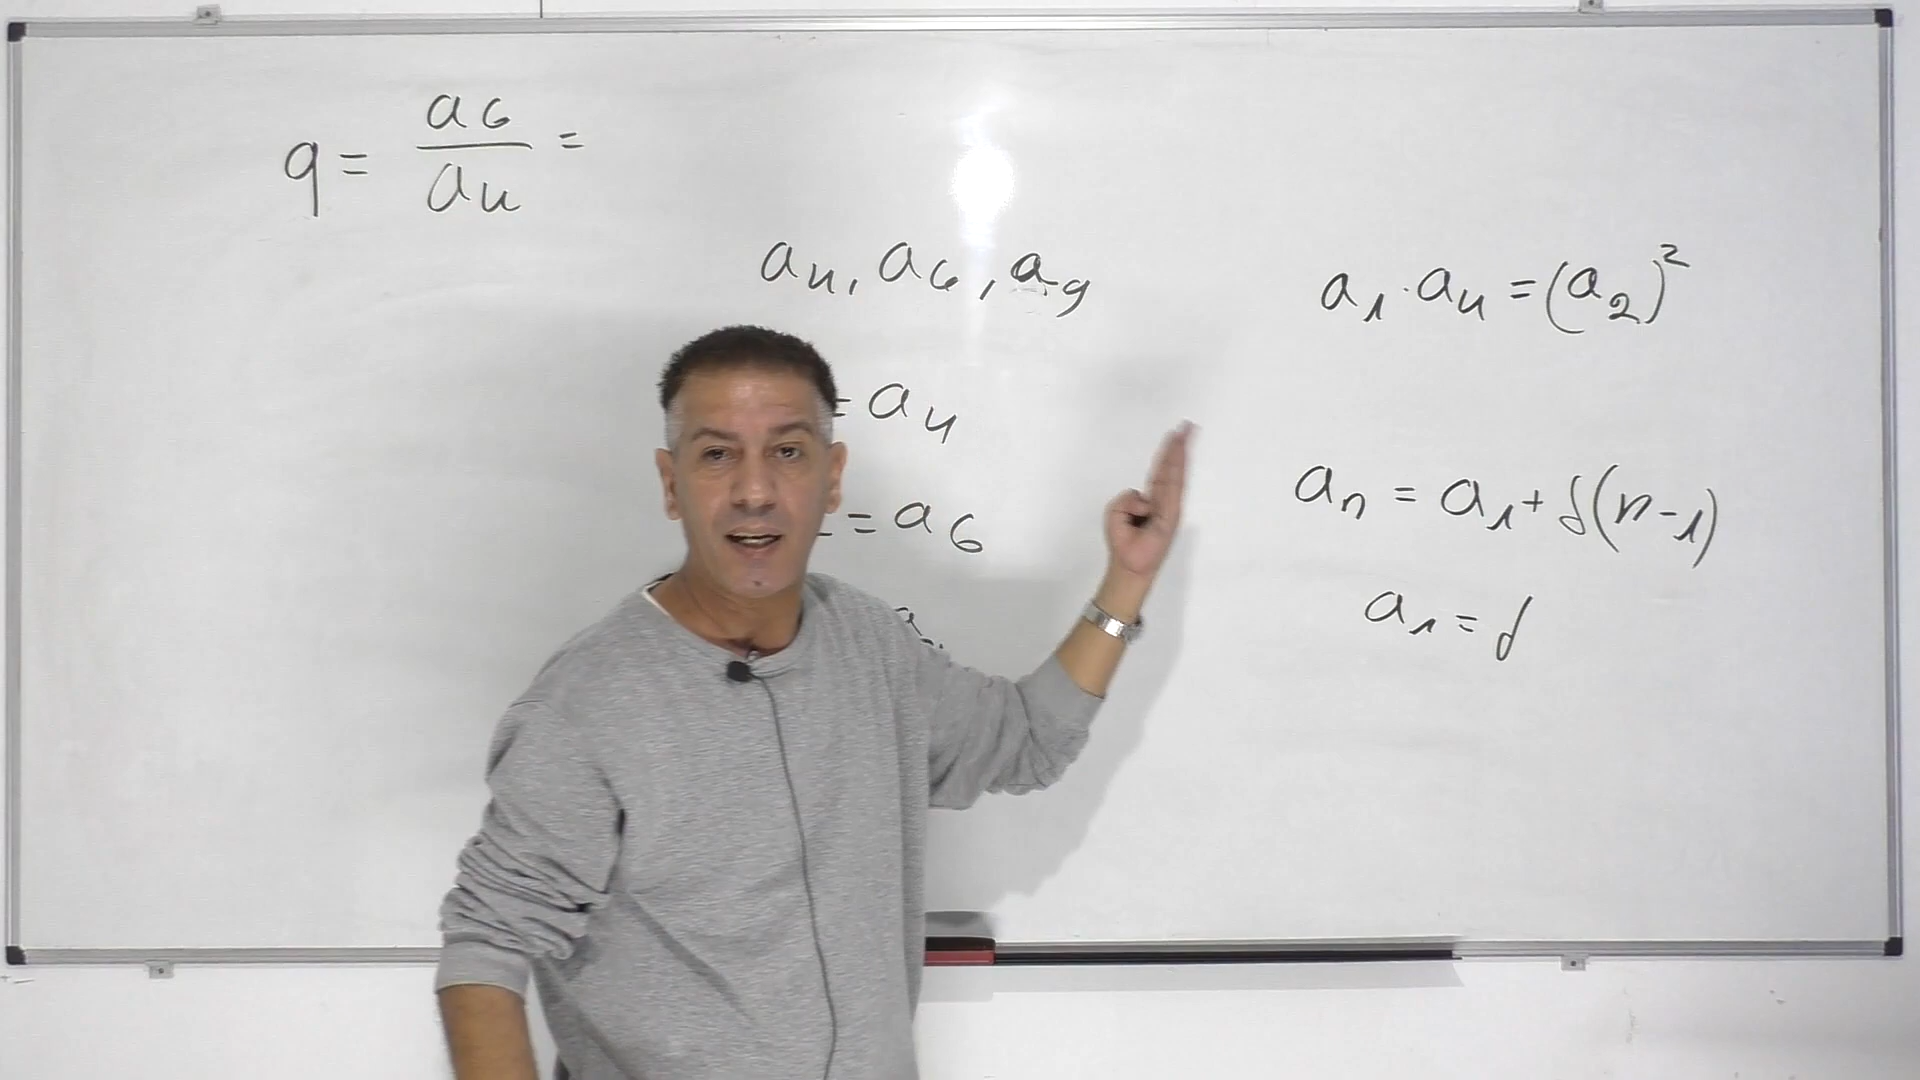 q = a₆ / a₄ =
a₄, a₆, a₉
= a₄
= a₆
a₁ · a₄ = (a₂)²
aₙ = a₁ + d(n-1)
a₁ = d